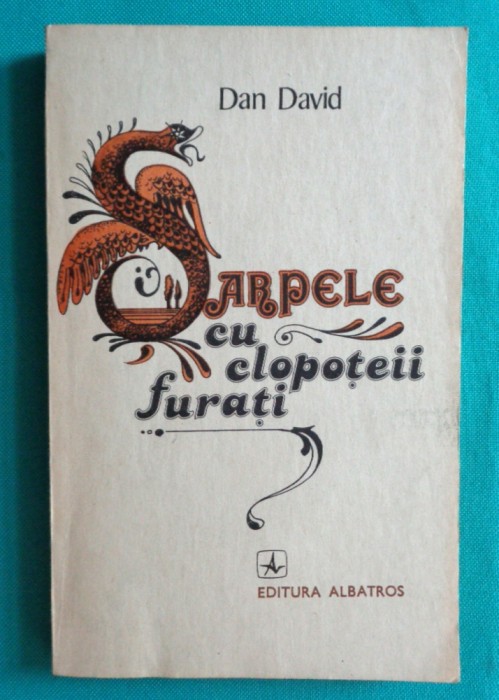 Dan David
ŞARPELE
cu
clopoţeii
furaţi
EDITURA ALBATROS